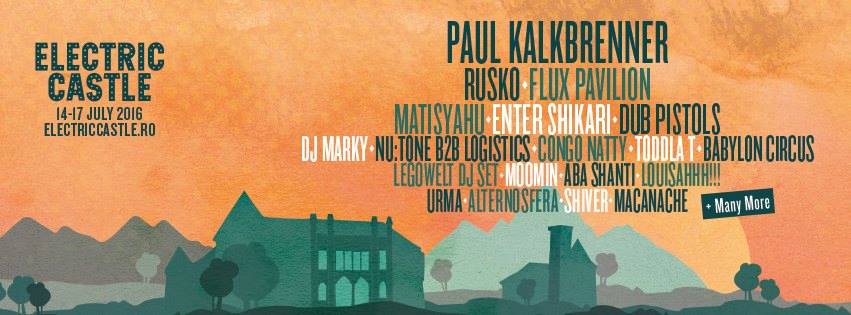 ELECTRIC
CASTLE
14-17 JULY 2016
ELECTRICCASTLE.RO
PAUL KALKBRENNER
RUSKO • FLUX PAVILION
MATISYAHU • ENTER SHIKARI • DUB PISTOLS
DJ MARKY • NU:TONE B2B LOGISTICS • CONGO NATTY • TODDLA T • BABYLON CIRCUS
LEGOWELT DJ SET • MOOMIN • ABA SHANTI • LOUISAHHH!!!
URMA • ALTERNOSFERA • SHIVER • MACANACHE
+ Many More